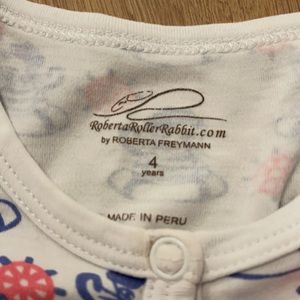 RobertaRollerRabbit.com
by ROBERTA FREYMANN
4
years
MADE IN PERU